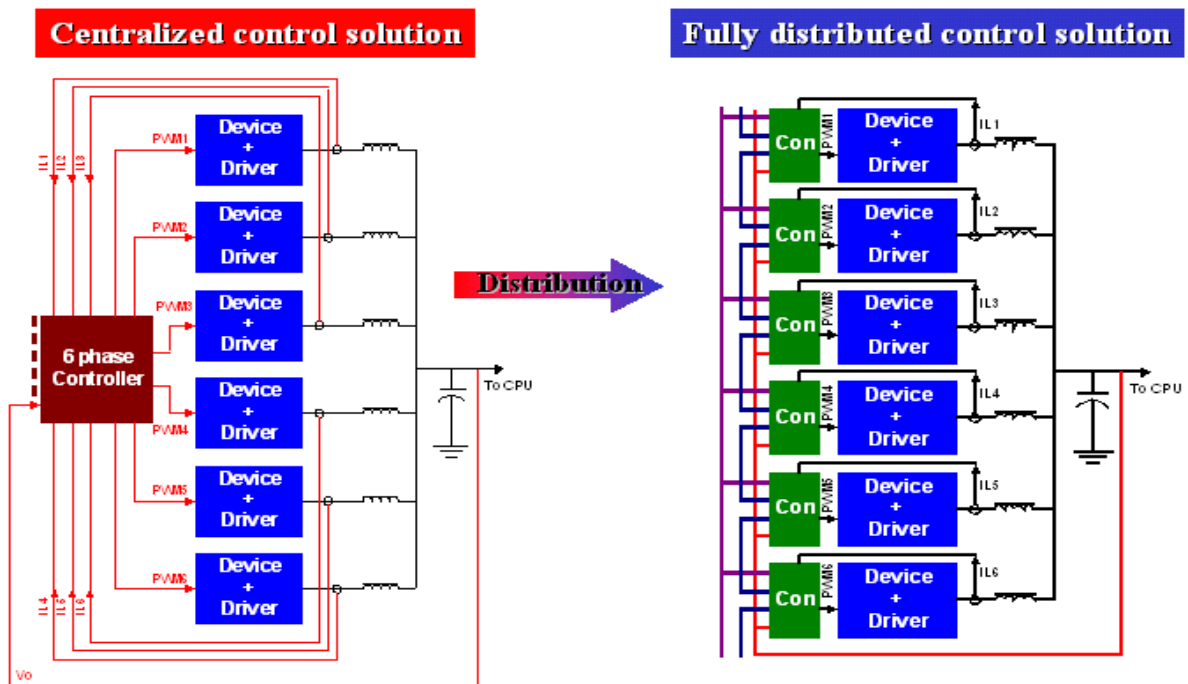 Centralized control solution
Fully distributed control solution
IL1
IL2
IL3
PWM1
Device
+
Driver
PWM2
Device
+
Driver
PWM3
Device
+
Driver
6 phase
Controller
PWM4
Device
+
Driver
PWM5
Device
+
Driver
PWM6
Device
+
Driver
IL4
IL5
IL6
Vo
To CPU
Distribution
Con
PWM1
Device
+
Driver
IL1
Con
PWM2
Device
+
Driver
IL2
Con
PWM3
Device
+
Driver
IL3
Con
PWM4
Device
+
Driver
IL4
Con
PWM5
Device
+
Driver
IL5
Con
PWM6
Device
+
Driver
IL6
To CPU